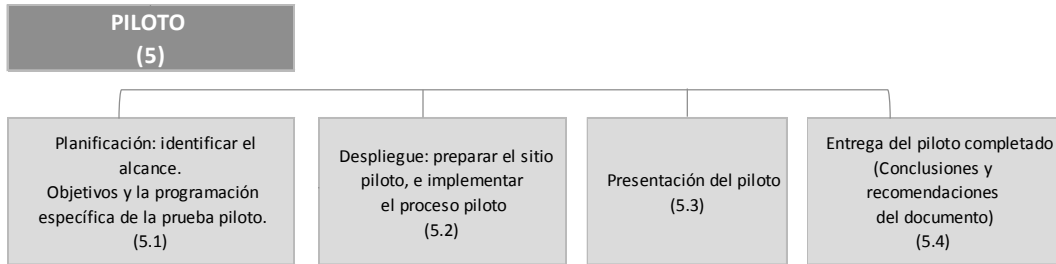 PILOTO
(5)
Planificación: identificar el
alcance.
Objetivos y la programación
específica de la prueba piloto.
(5.1)
Despliegue: preparar el sitio
piloto, e implementar
el proceso piloto
(5.2)
Presentación del piloto
(5.3)
Entrega del piloto completado
(Conclusiones y
recomendaciones
del documento)
(5.4)